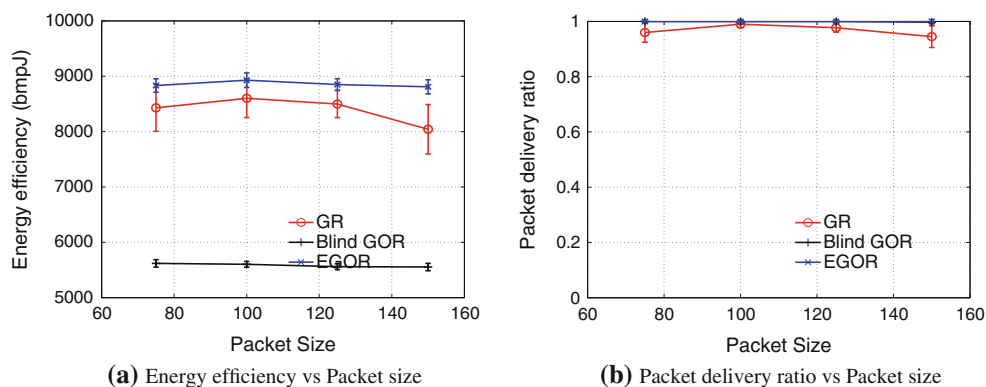 10000
9000
8000
7000
6000
5000
60
80
100
120
140
160
Energy efficiency (bmpJ)
Packet Size
GR
Blind GOR
EGOR
(a) Energy efficiency vs Packet size
1
0.8
0.6
0.4
0.2
0
60
80
100
120
140
160
Packet delivery ratio
Packet Size
GR
Blind GOR
EGOR
(b) Packet delivery ratio vs Packet size